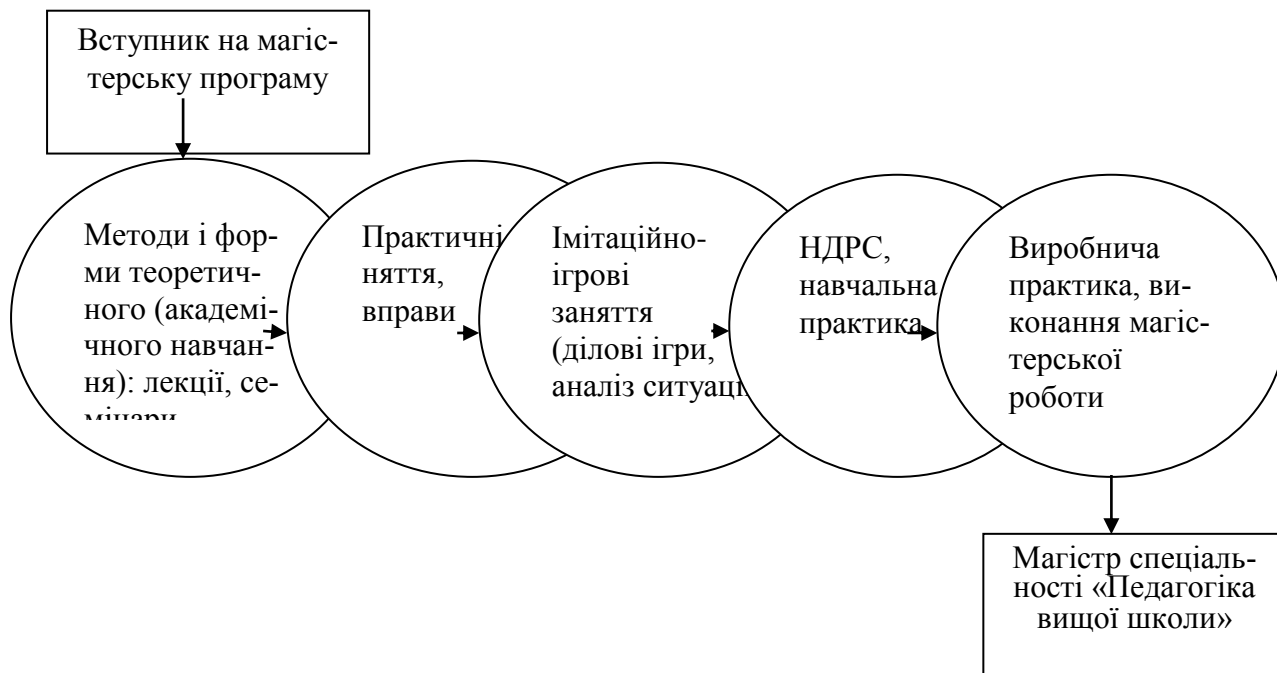 Вступник на магіс-
терську програму
Методи і фор-
ми теоретич-
ного (академі-
чного навчан-
ня): лекції, се-
мінари
Практичні
няття,
вправи
Імітаційно-
ігрові
заняття
(ділові ігри,
аналіз ситуаці
НДРС,
навчальна
практика
Виробнича
практика, ви-
конання магіс-
терської
роботи
Магістр спеціаль-
ності «Педагогіка
вищої школи»